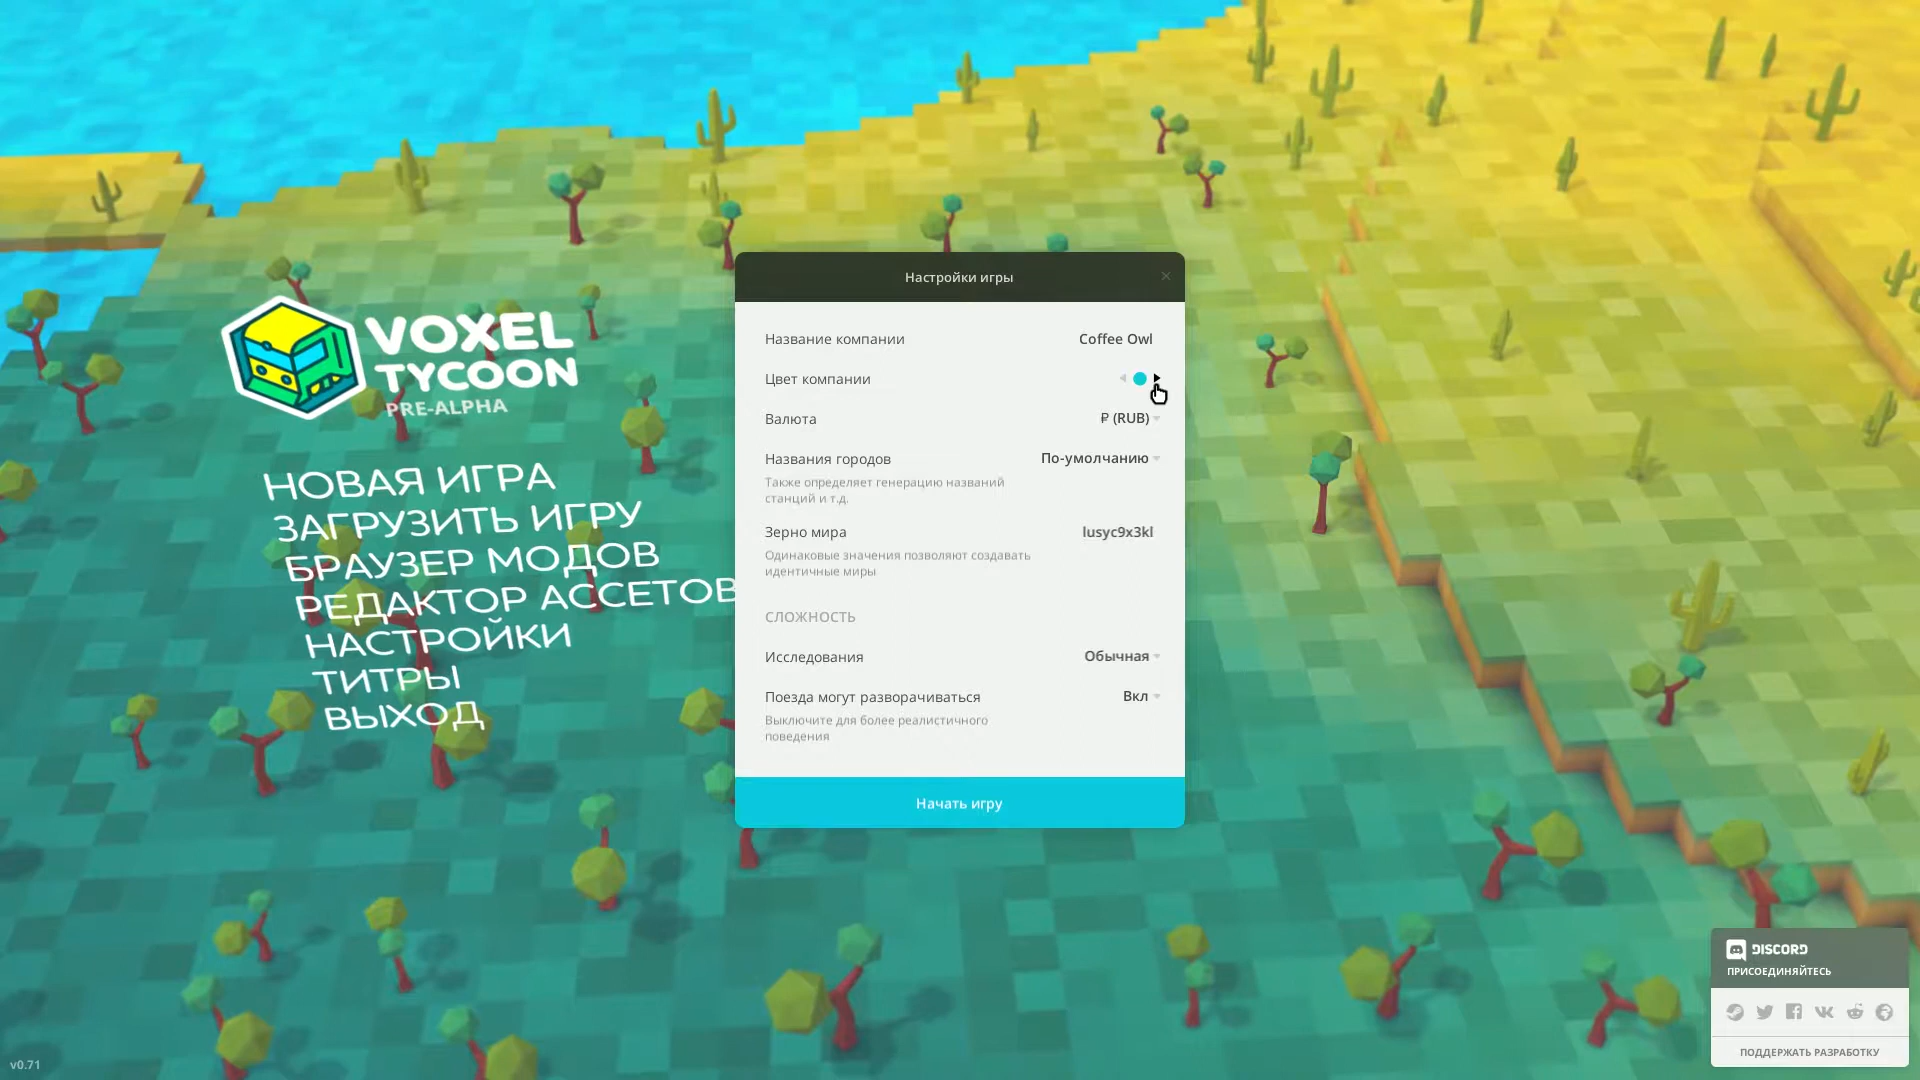 VOXEL
TYCOON
PRE-ALPHA
НОВАЯ ИГРА
ЗАГРУЗИТЬ ИГРУ
БРАУЗЕР МОДОВ
РЕДАКТОР АССЕТОВ
НАСТРОЙКИ
ТИТРЫ
ВЫХОД
Настройки игры
Название компании Coffee Owl
Цвет компании
Валюта ₽ (RUB)
Названия городов По-умолчанию
Также определяет генерацию названий
станций и т.д.
Зерно мира lusyc9x3kl
Одинаковые значения позволяют создавать
идентичные миры
СЛОЖНОСТЬ
Исследования Обычная
Поезда могут разворачиваться Вкл
Выключите для более реалистичного
поведения
Начать игру
DISCORD
ПРИСОЕДИНЯЙТЕСЬ
ПОДДЕРЖАТЬ РАЗРАБОТКУ
v0.71